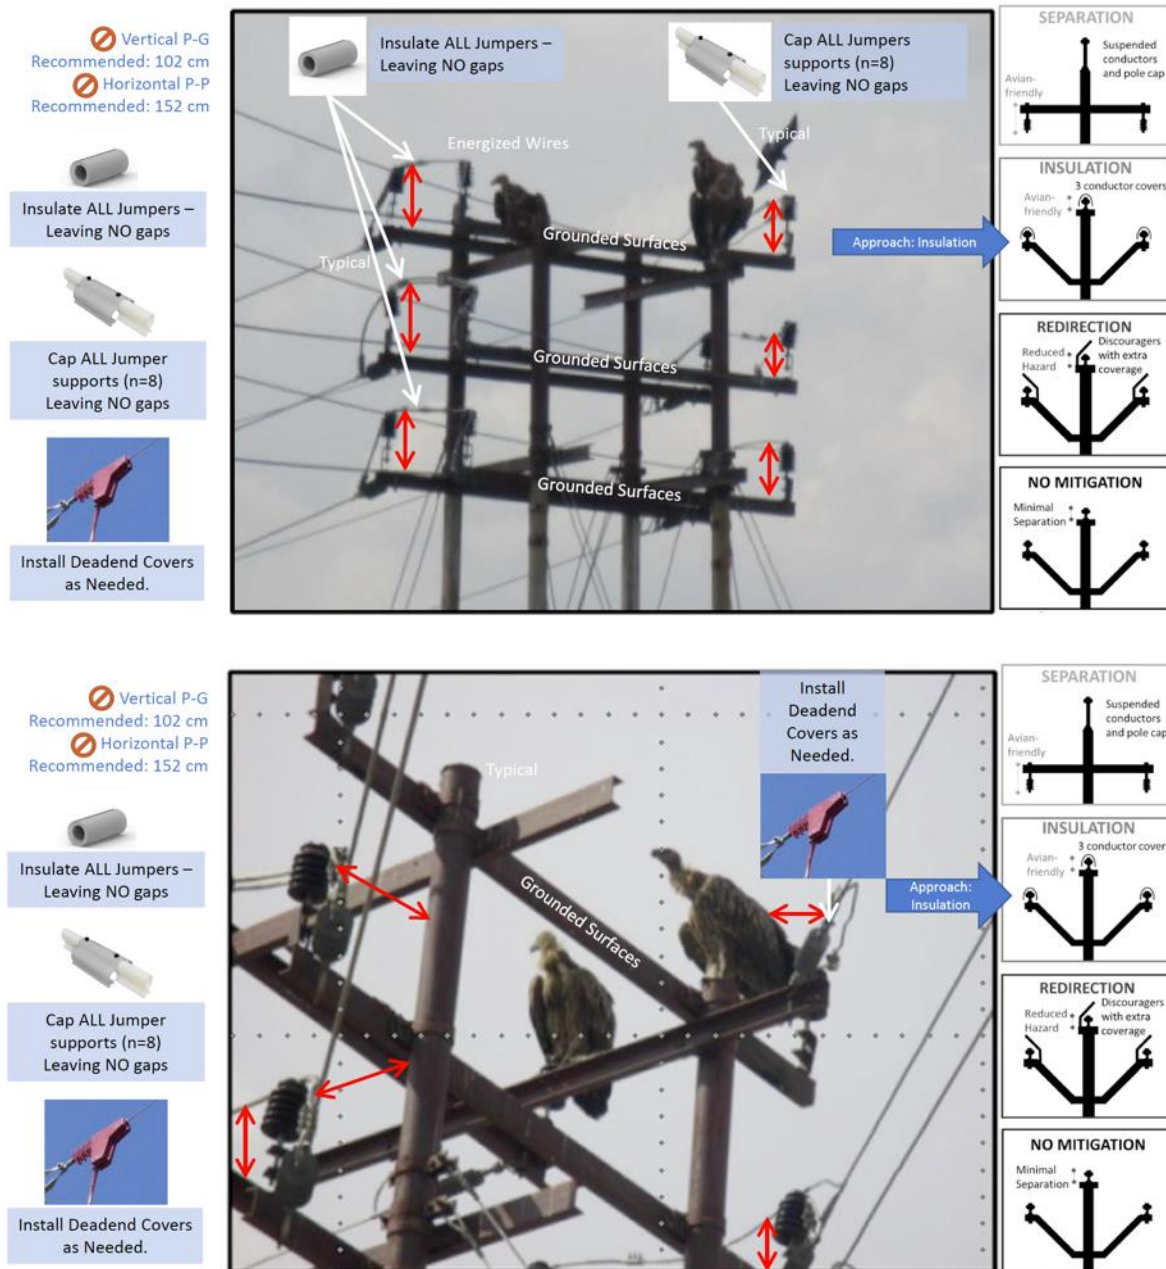 Vertical P-G
Recommended: 102 cm
Horizontal P-P
Recommended: 152 cm
Insulate ALL Jumpers –
Leaving NO gaps
Cap ALL Jumper
supports (n=8)
Leaving NO gaps
Install Deadend Covers
as Needed.
Insulate ALL Jumpers –
Leaving NO gaps
Cap ALL Jumpers
supports (n=8)
Leaving NO gaps
Energized Wires
Typical
Typical
Grounded Surfaces
Grounded Surfaces
Grounded Surfaces
Approach: Insulation
SEPARATION
Suspended
conductors
and pole cap
Avian-
friendly
INSULATION
3 conductor covers
Avian-
friendly
REDIRECTION
Reduced
Hazard
Discouragers
with extra
coverage
NO MITIGATION
Minimal
Separation
Vertical P-G
Recommended: 102 cm
Horizontal P-P
Recommended: 152 cm
Insulate ALL Jumpers –
Leaving NO gaps
Cap ALL Jumper
supports (n=8)
Leaving NO gaps
Install Deadend Covers
as Needed.
Typical
Install
Deadend
Covers as
Needed.
Grounded Surfaces
Approach:
Insulation
SEPARATION
Suspended
conductors
and pole cap
Avian-
friendly
INSULATION
3 conductor covers
Avian-
friendly
REDIRECTION
Reduced
Hazard
Discouragers
with extra
coverage
NO MITIGATION
Minimal
Separation